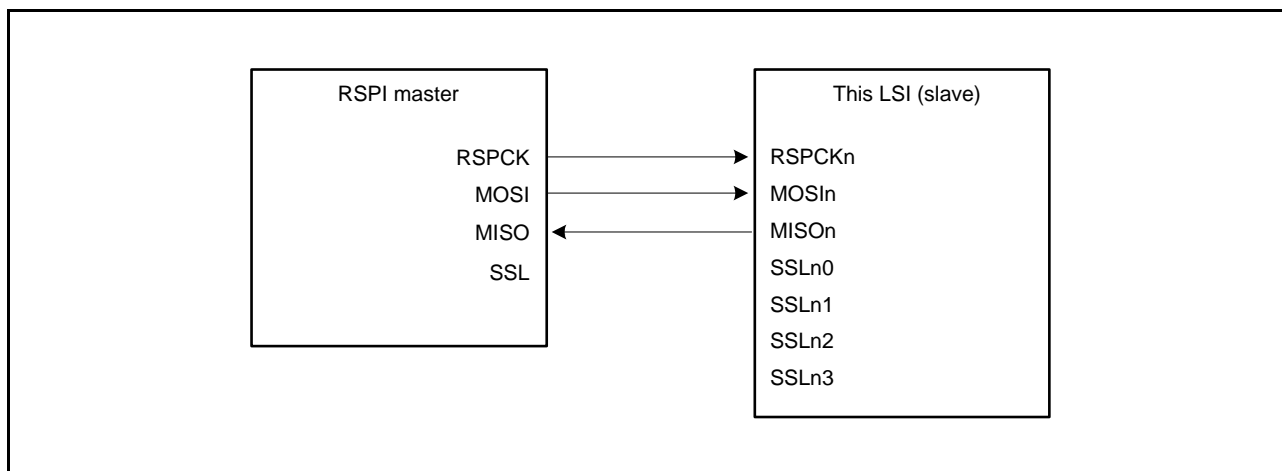 RSPI master
RSPCK
MOSI
MISO
SSL
This LSI (slave)
RSPCKn
MOSIn
MISOn
SSLn0
SSLn1
SSLn2
SSLn3